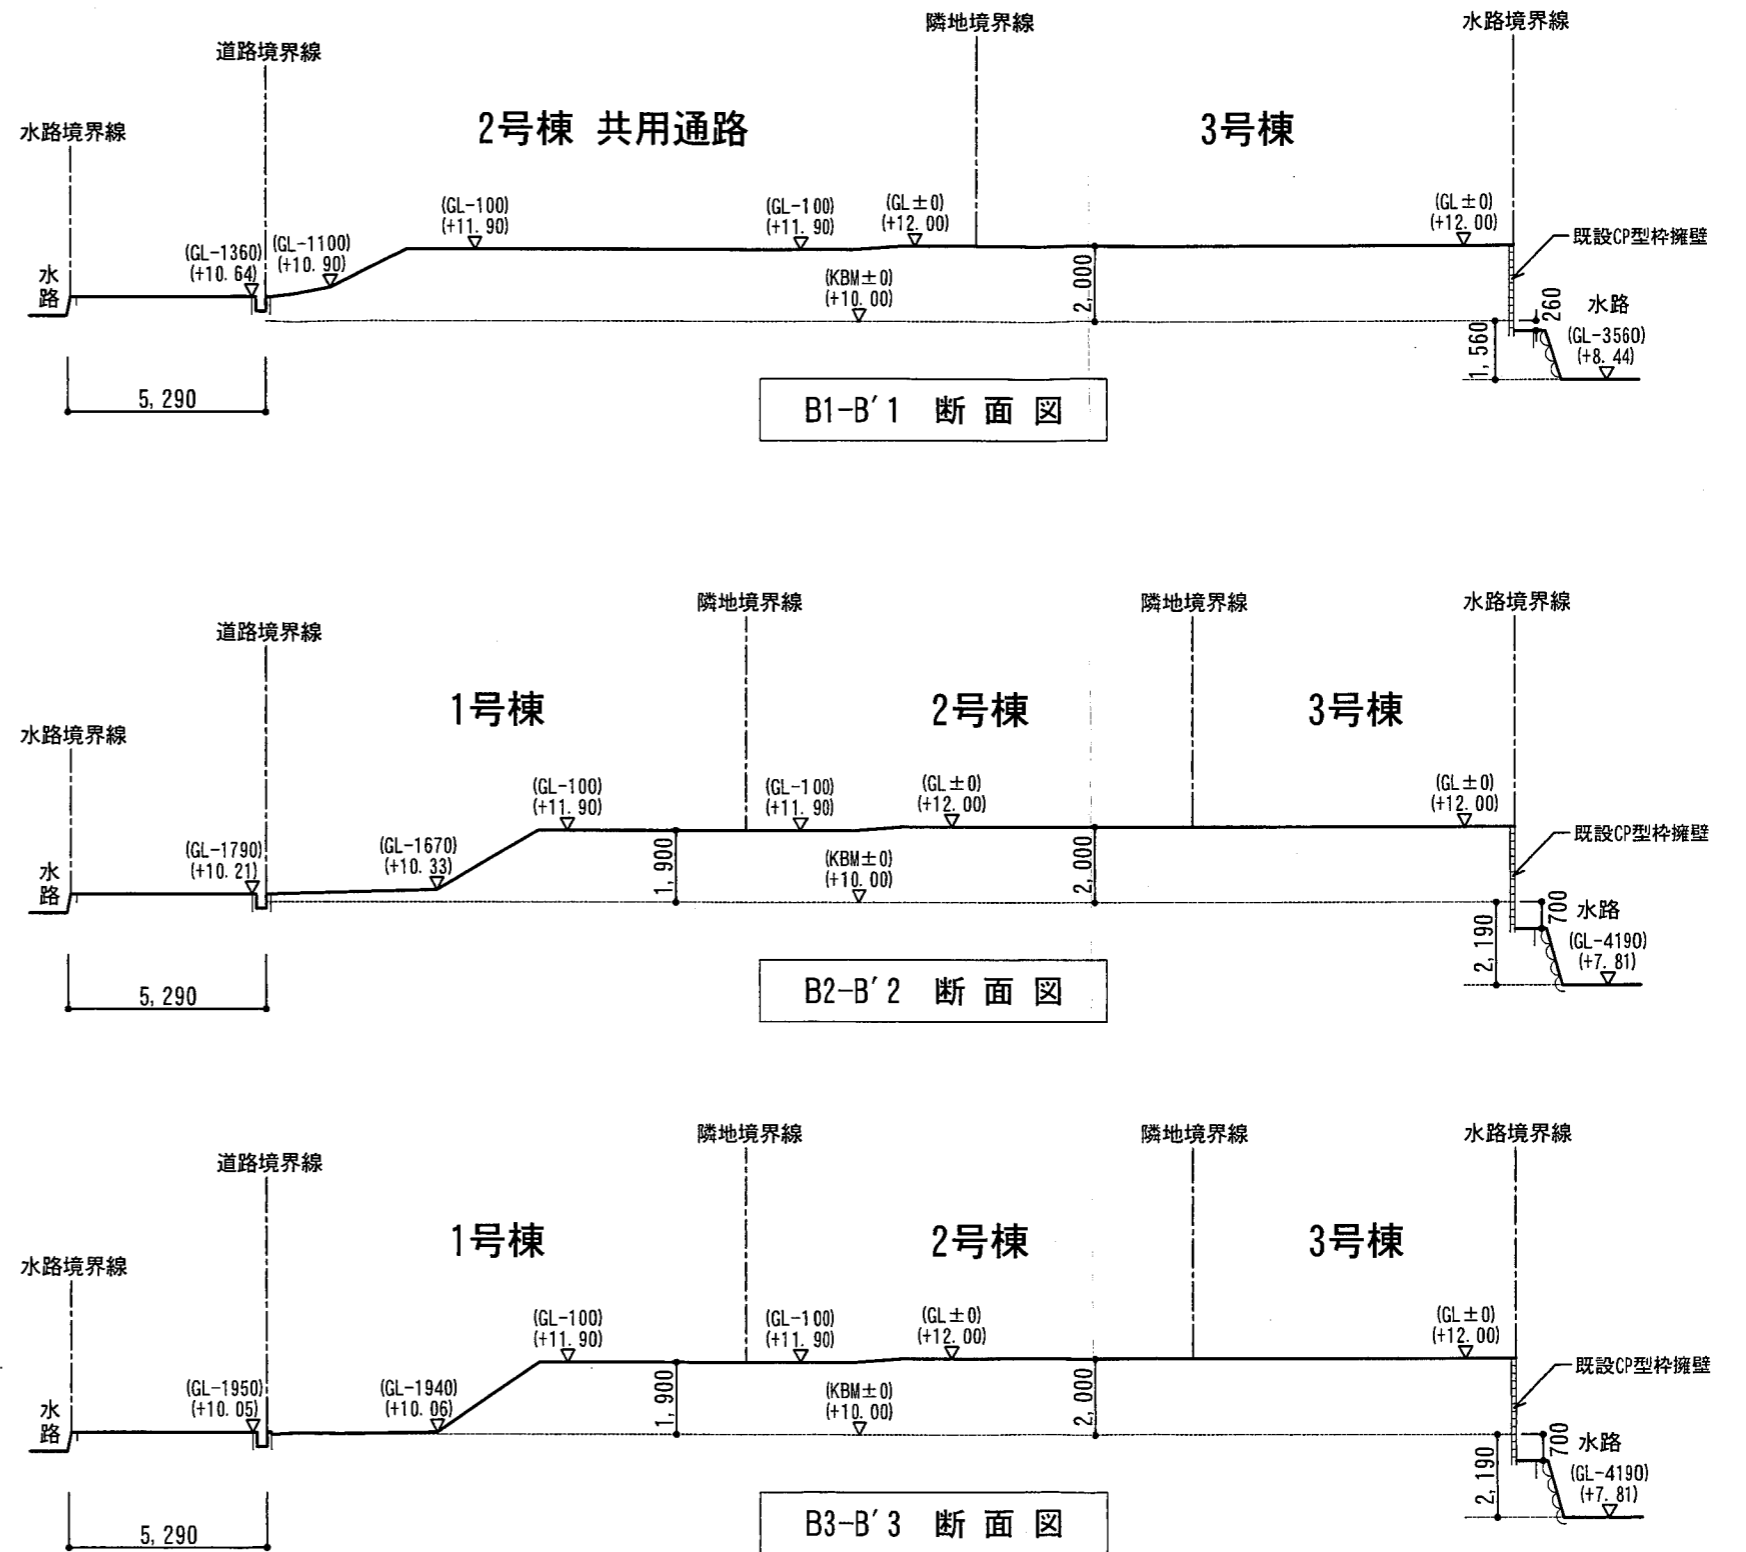 隣地境界線
水路境界線
道路境界線
水路境界線
2号棟 共用通路
3号棟
(GL-100)
(+11.90)
(GL-100)
(+11.90)
(GL±0)
(+12.00)
(GL±0)
(+12.00)
既設CP型枠擁壁
(GL-1360)
(+10.64)
(GL-1100)
(+10.90)
水路
(KBM±0)
(+10.00)
2,000
260
水路
(GL-3560)
(+8.44)
1,560
5,290
B1-B'1 断面図
隣地境界線
隣地境界線
水路境界線
道路境界線
水路境界線
1号棟
2号棟
3号棟
(GL-100)
(+11.90)
(GL-100)
(+11.90)
(GL±0)
(+12.00)
(GL±0)
(+12.00)
既設CP型枠擁壁
(GL-1790)
(+10.21)
(GL-1670)
(+10.33)
水路
1,900
(KBM±0)
(+10.00)
2,000
700
水路
(GL-4190)
(+7.81)
2,190
5,290
B2-B'2 断面図
隣地境界線
隣地境界線
水路境界線
道路境界線
水路境界線
1号棟
2号棟
3号棟
(GL-100)
(+11.90)
(GL-100)
(+11.90)
(GL±0)
(+12.00)
(GL±0)
(+12.00)
既設CP型枠擁壁
(GL-1950)
(+10.05)
(GL-1940)
(+10.06)
水路
1,900
(KBM±0)
(+10.00)
2,000
700
水路
(GL-4190)
(+7.81)
2,190
5,290
B3-B'3 断面図